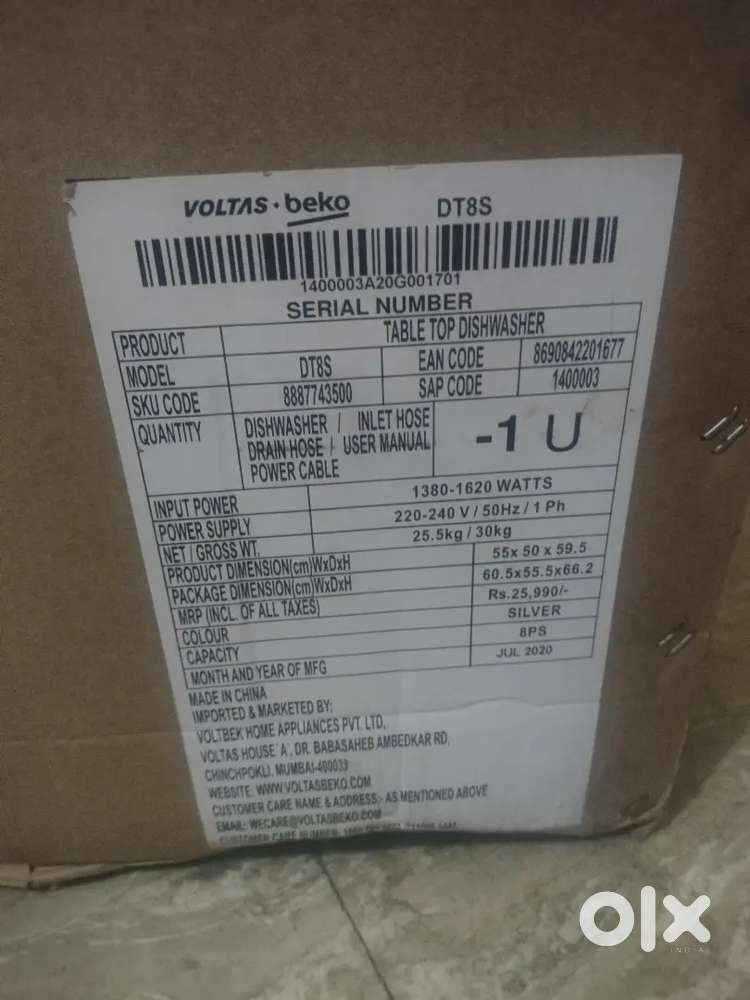 VOLTAS • beko DT8S
1400003A20G001701
SERIAL NUMBER
PRODUCT TABLE TOP DISHWASHER
MODEL DT8S EAN CODE 8690842201677
SKU CODE 8887743500 SAP CODE 1400003
QUANTITY DISHWASHER / INLET HOSE
DRAIN HOSE / USER MANUAL
POWER CABLE
-1 U
INPUT POWER 1380-1620 WATTS
POWER SUPPLY 220-240 V / 50Hz / 1 Ph
NET / GROSS WT. 25.5kg / 30kg
PRODUCT DIMENSION(cm)WxDxH 55x 50 x 59.5
PACKAGE DIMENSION(cm)WxDxH 60.5x55.5x66.2
MRP (INCL. OF ALL TAXES) Rs.25,990/-
COLOUR SILVER
CAPACITY 8PS
MONTH AND YEAR OF MFG JUL 2020
MADE IN CHINA
IMPORTED & MARKETED BY:
VOLTBEK HOME APPLIANCES PVT. LTD,
VOLTAS HOUSE 'A', DR. BABASAHEB AMBEDKAR RD,
CHINCHPOKLI, MUMBAI-400033
WEBSITE: WWW.VOLTASBEKO.COM
CUSTOMER CARE NAME & ADDRESS:- AS MENTIONED ABOVE
EMAIL: WECARE@VOLTASBEKO.COM
CUSTOMER CARE NUMBER:
olx
INDIA